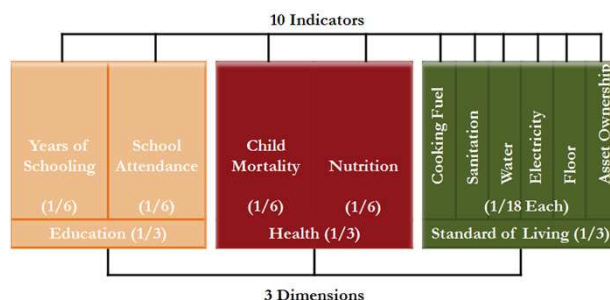 10 Indicators
Years of
Schooling
(1/6)
School
Attendance
(1/6)
Education (1/3)
Child
Mortality
(1/6)
Nutrition
(1/6)
Health (1/3)
Cooking Fuel
Sanitation
Water
Electricity
Floor
Asset Ownership
(1/18 Each)
Standard of Living (1/3)
3 Dimensions